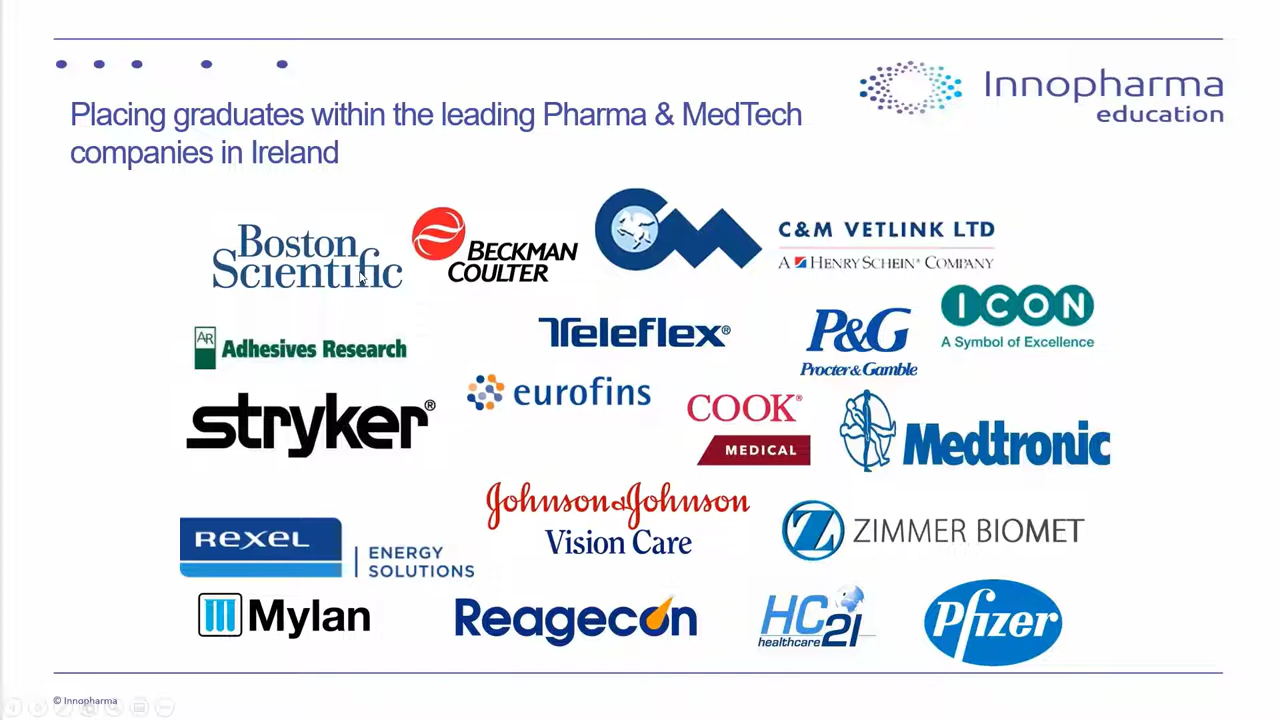 Innopharma
education
Placing graduates within the leading Pharma & MedTech
companies in Ireland
Boston
Scientific
BECKMAN
COULTER
CM
C&M VETLINK LTD
A HENRY SCHEIN® COMPANY
AR
Adhesives Research
Teleflex®
P&G
Procter & Gamble
ICON
A Symbol of Excellence
stryker®
eurofins
COOK®
MEDICAL
Medtronic
REXEL
ENERGY
SOLUTIONS
Johnson & Johnson
Vision Care
Z
ZIMMER BIOMET
Mylan
Reagecon
HC21
healthcare
Pfizer
© Innopharma